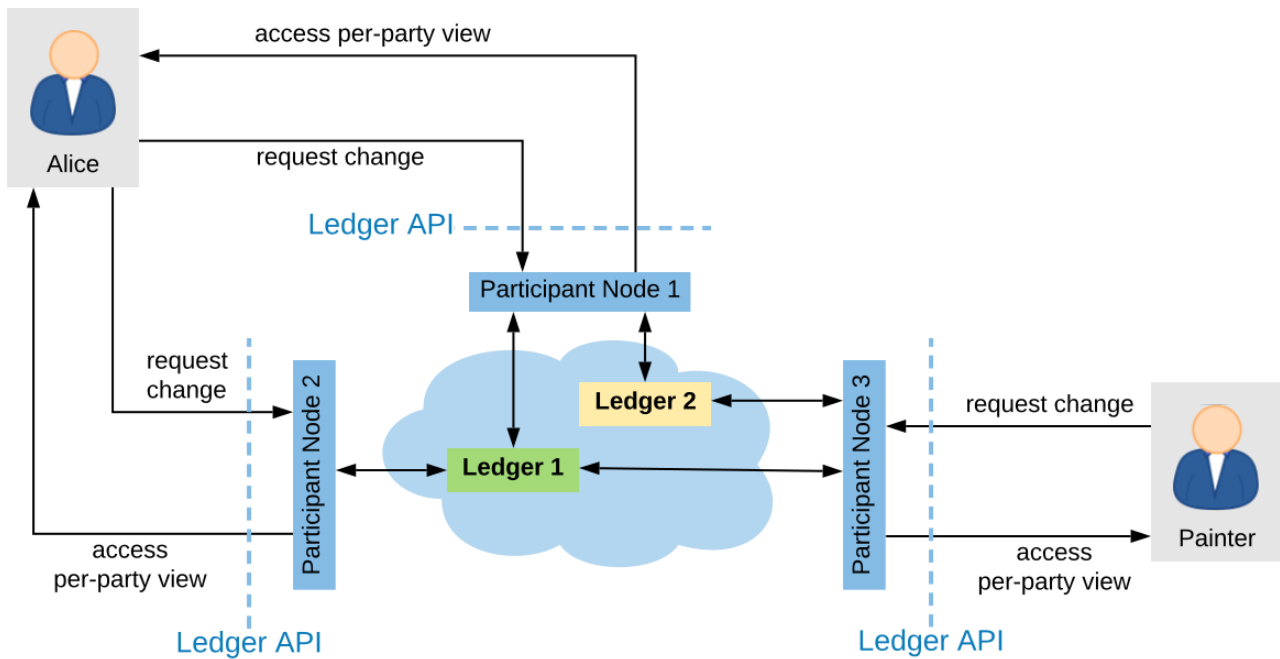 access per-party view
Alice
request change
Ledger API
Participant Node 1
request
change
Participant Node 2
Ledger 2
Ledger 1
Participant Node 3
request change
Painter
access
per-party view
access
per-party view
Ledger API
Ledger API